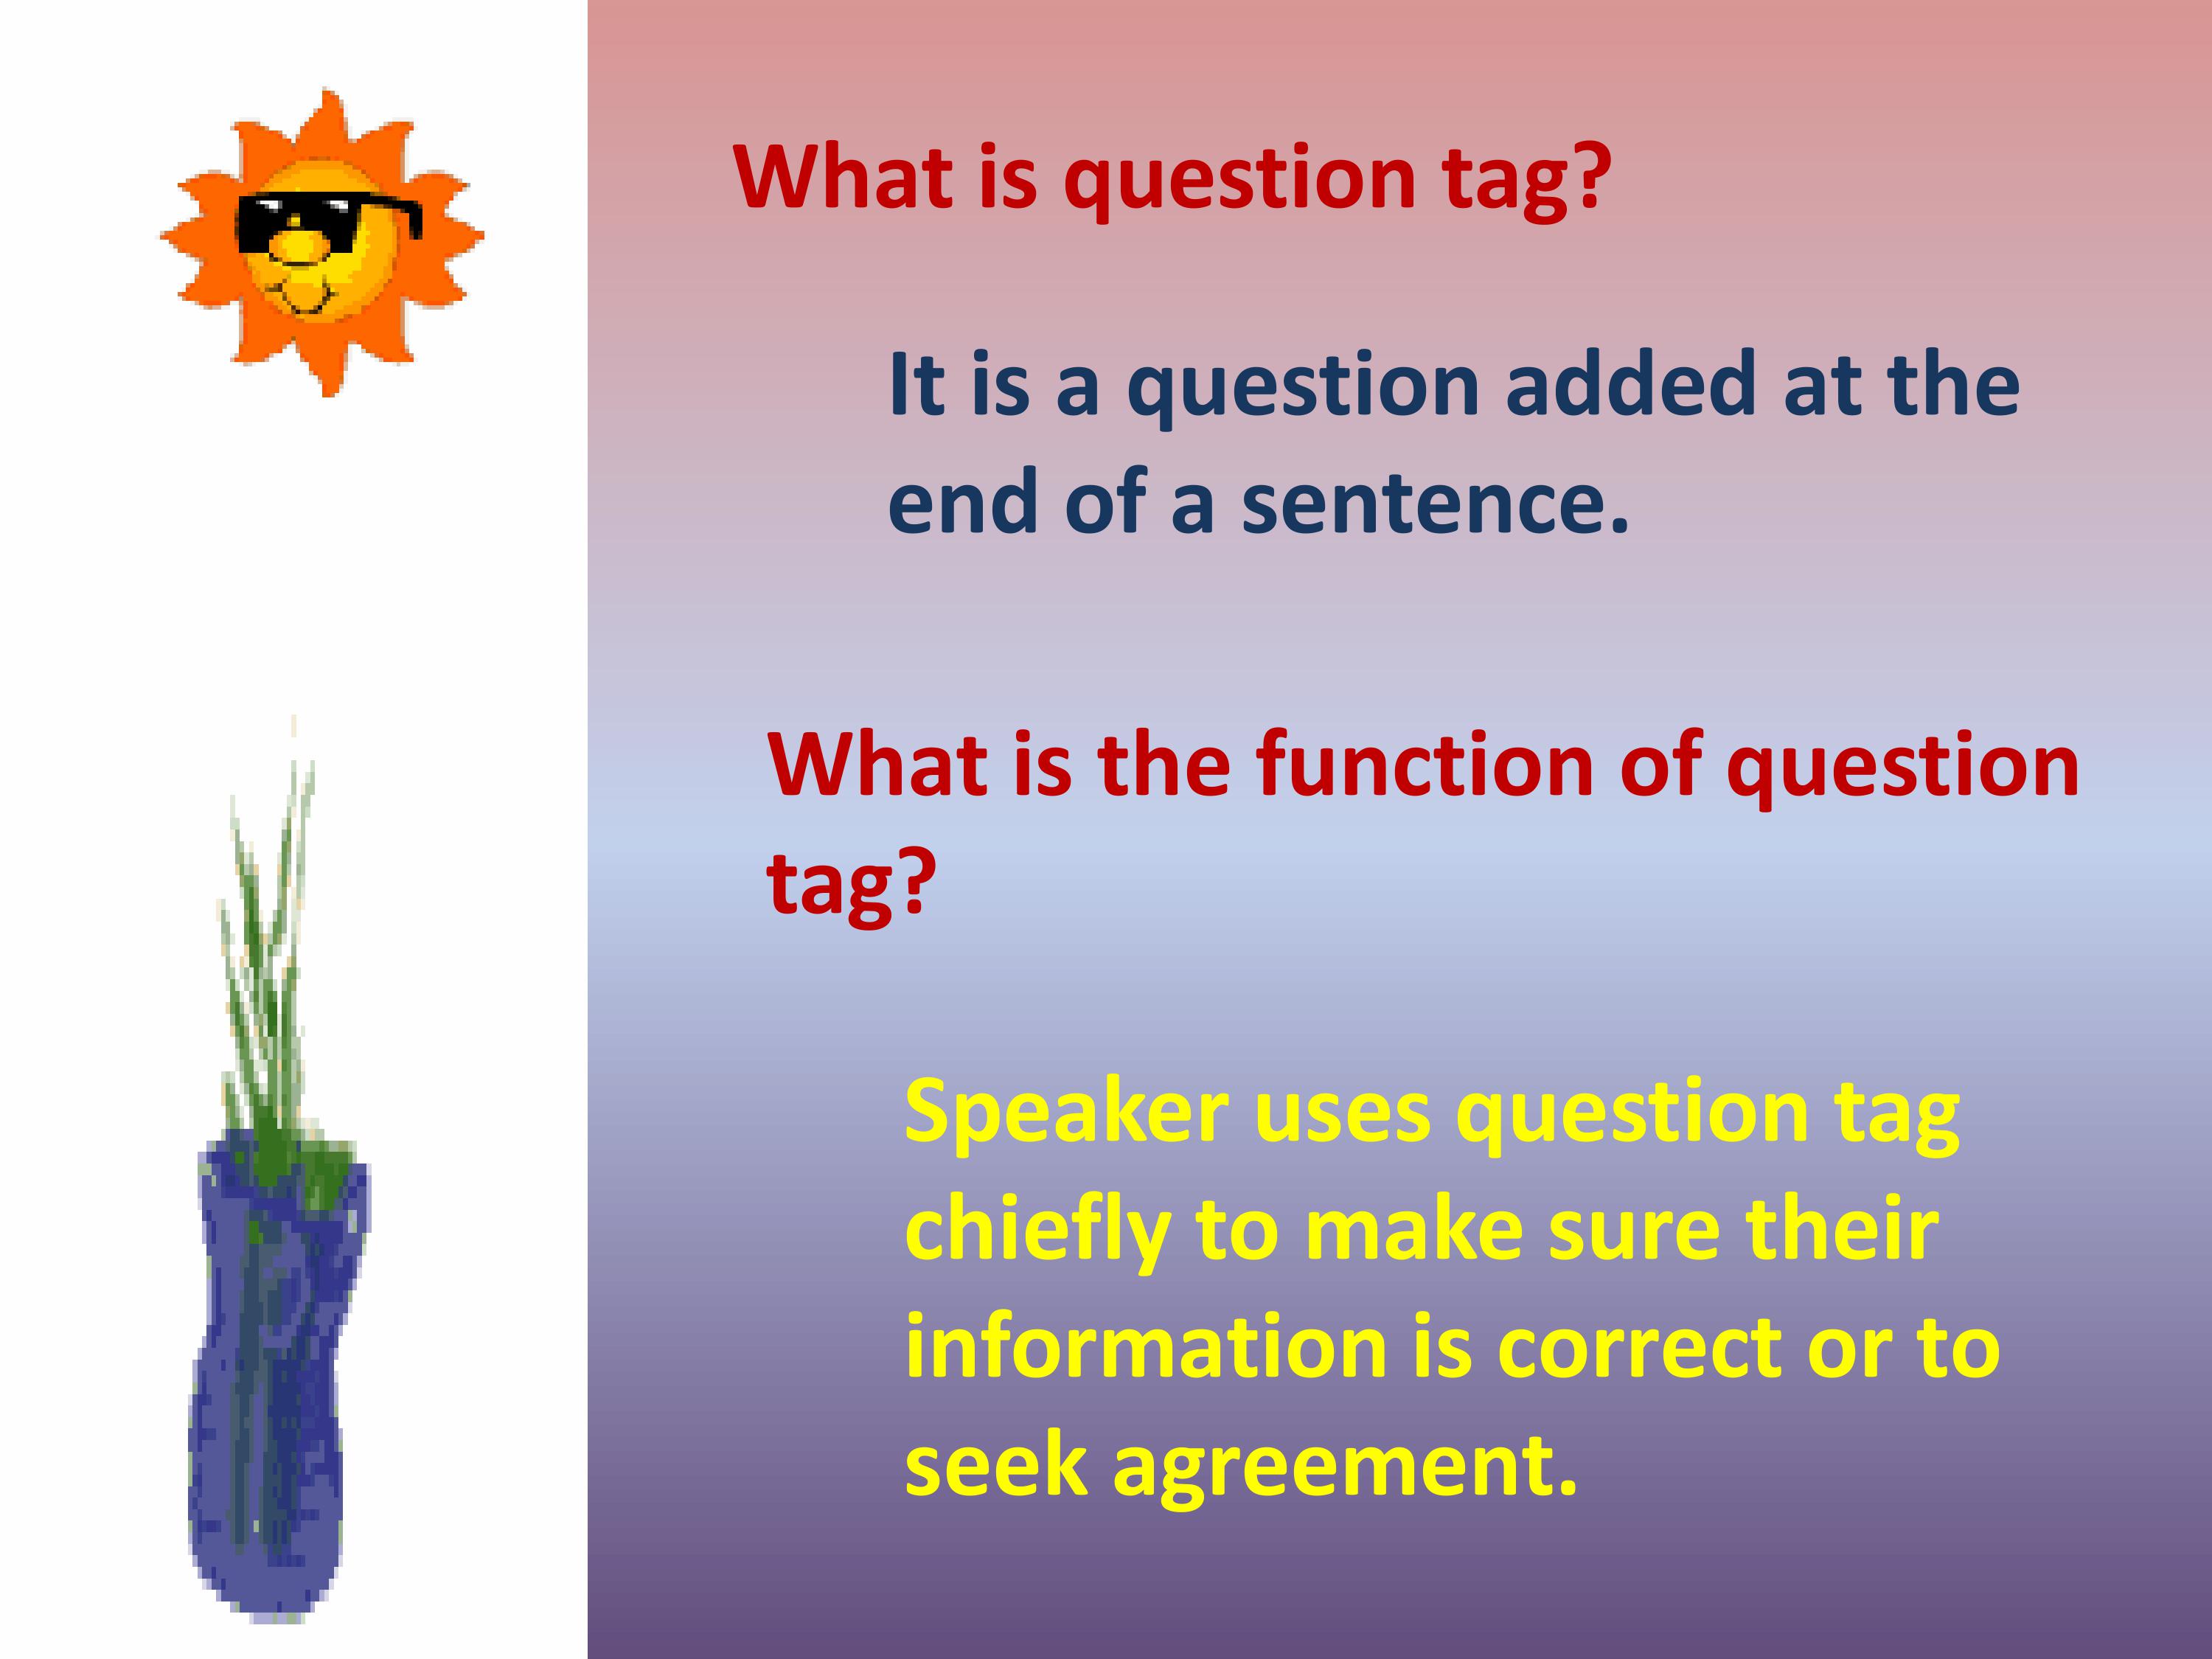 What is question tag?
It is a question added at the
end of a sentence.
What is the function of question
tag?
Speaker uses question tag
chiefly to make sure their
information is correct or to
seek agreement.